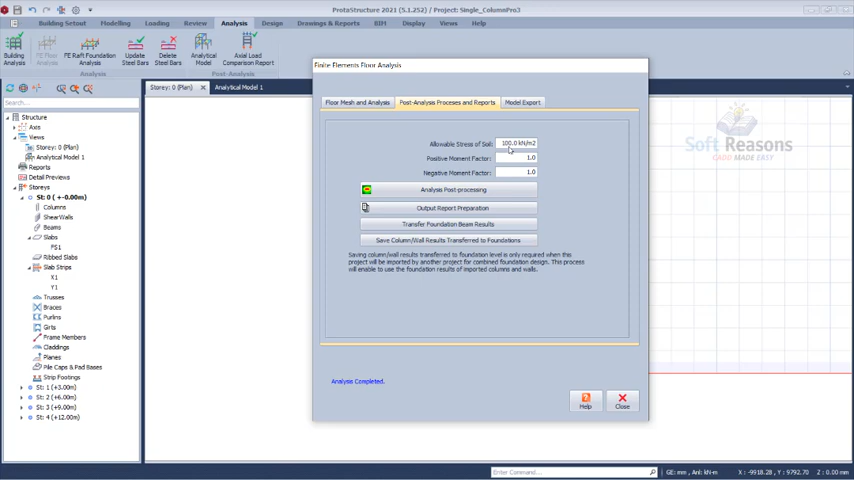 ProtaStructure 2021 (5.1.252) / Project: Single_ColumnPro3
Building Setout Modelling Loading Review Analysis Design Drawings & Reports BIM Display Views Help
Building Analysis
FE Floor Analysis
FE Raft Foundation Analysis
Update Steel Bars
Delete Steel Bars
Analytical Model
Axial Load Comparison Report
Analysis Post-Analysis
Storey: 0 (Plan) Analytical Model 1
Search...
Structure
Axis
Views
Storey: 0 (Plan)
Analytical Model 1
Reports
Detail Previews
Storeys
St: 0 ( +-0.00m)
Columns
ShearWalls
Beams
Slabs
FS1
Ribbed Slabs
Slab Strips
X1
Y1
Trusses
Braces
Purlins
Girts
Frame Members
Claddings
Planes
Pile Caps & Pad Bases
Strip Footings
St: 1 (+3.00m)
St: 2 (+6.00m)
St: 3 (+9.00m)
St: 4 (+12.00m)
Finite Elements Floor Analysis
Floor Mesh and Analysis Post-Analysis Proceses and Reports Model Export
Allowable Stress of Soil: 100.0 kN/m2
Positive Moment Factor: 1.0
Negative Moment Factor: 1.0
Analysis Post-processing
Output Report Preparation
Transfer Foundation Beam Results
Save Column/Wall Results Transferred to Foundations
Saving column/wall results transferred to foundation level is only required when this
project will be imported by another project for combined foundation design. This process
will enable to use the foundation results of imported columns and walls.
Analysis Completed.
Help Close
Soft Reasons
CADD MADE EASY
Enter Command... GE: mm, Anl: kN-m X : -9918.28 Y : 9792.70 Z : 0.00 mm